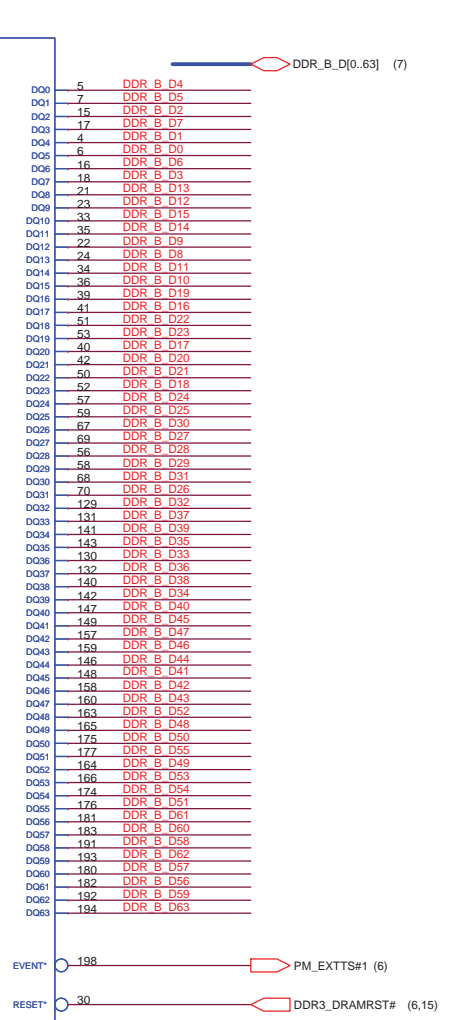 DDR_B_D[0..63] (7)
DQ0 5 DDR_B_D4
DQ1 7 DDR_B_D5
DQ2 15 DDR_B_D2
DQ3 17 DDR_B_D7
DQ4 4 DDR_B_D1
DQ5 6 DDR_B_D0
DQ6 16 DDR_B_D6
DQ7 18 DDR_B_D3
DQ8 21 DDR_B_D13
DQ9 23 DDR_B_D12
DQ10 33 DDR_B_D15
DQ11 35 DDR_B_D14
DQ12 22 DDR_B_D9
DQ13 24 DDR_B_D8
DQ14 34 DDR_B_D11
DQ15 36 DDR_B_D10
DQ16 39 DDR_B_D19
DQ17 41 DDR_B_D16
DQ18 51 DDR_B_D22
DQ19 53 DDR_B_D23
DQ20 40 DDR_B_D17
DQ21 42 DDR_B_D20
DQ22 50 DDR_B_D21
DQ23 52 DDR_B_D18
DQ24 57 DDR_B_D24
DQ25 59 DDR_B_D25
DQ26 67 DDR_B_D30
DQ27 69 DDR_B_D27
DQ28 56 DDR_B_D28
DQ29 58 DDR_B_D29
DQ30 68 DDR_B_D31
DQ31 70 DDR_B_D26
DQ32 129 DDR_B_D32
DQ33 131 DDR_B_D37
DQ34 141 DDR_B_D39
DQ35 143 DDR_B_D35
DQ36 130 DDR_B_D33
DQ37 132 DDR_B_D36
DQ38 140 DDR_B_D38
DQ39 142 DDR_B_D34
DQ40 147 DDR_B_D40
DQ41 149 DDR_B_D45
DQ42 157 DDR_B_D47
DQ43 159 DDR_B_D46
DQ44 146 DDR_B_D44
DQ45 148 DDR_B_D41
DQ46 158 DDR_B_D42
DQ47 160 DDR_B_D43
DQ48 163 DDR_B_D52
DQ49 165 DDR_B_D48
DQ50 175 DDR_B_D50
DQ51 177 DDR_B_D55
DQ52 164 DDR_B_D49
DQ53 166 DDR_B_D53
DQ54 174 DDR_B_D54
DQ55 176 DDR_B_D51
DQ56 181 DDR_B_D61
DQ57 183 DDR_B_D60
DQ58 191 DDR_B_D58
DQ59 193 DDR_B_D62
DQ60 180 DDR_B_D57
DQ61 182 DDR_B_D56
DQ62 192 DDR_B_D59
DQ63 194 DDR_B_D63
EVENT* 198 PM_EXTTS#1 (6)
RESET* 30 DDR3_DRAMRST# (6,15)